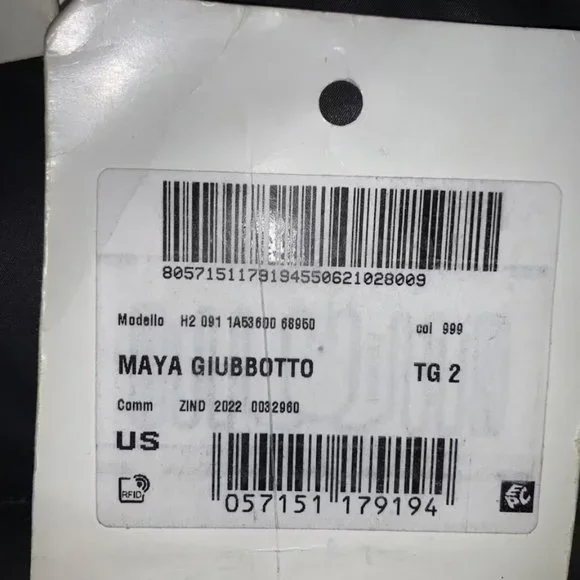 8057151179194550621028009
Modello H2 091 1A53600 68950 col 999
MAYA GIUBBOTTO TG 2
Comm ZIND 2022 0032960
US
RFID
057151 179194